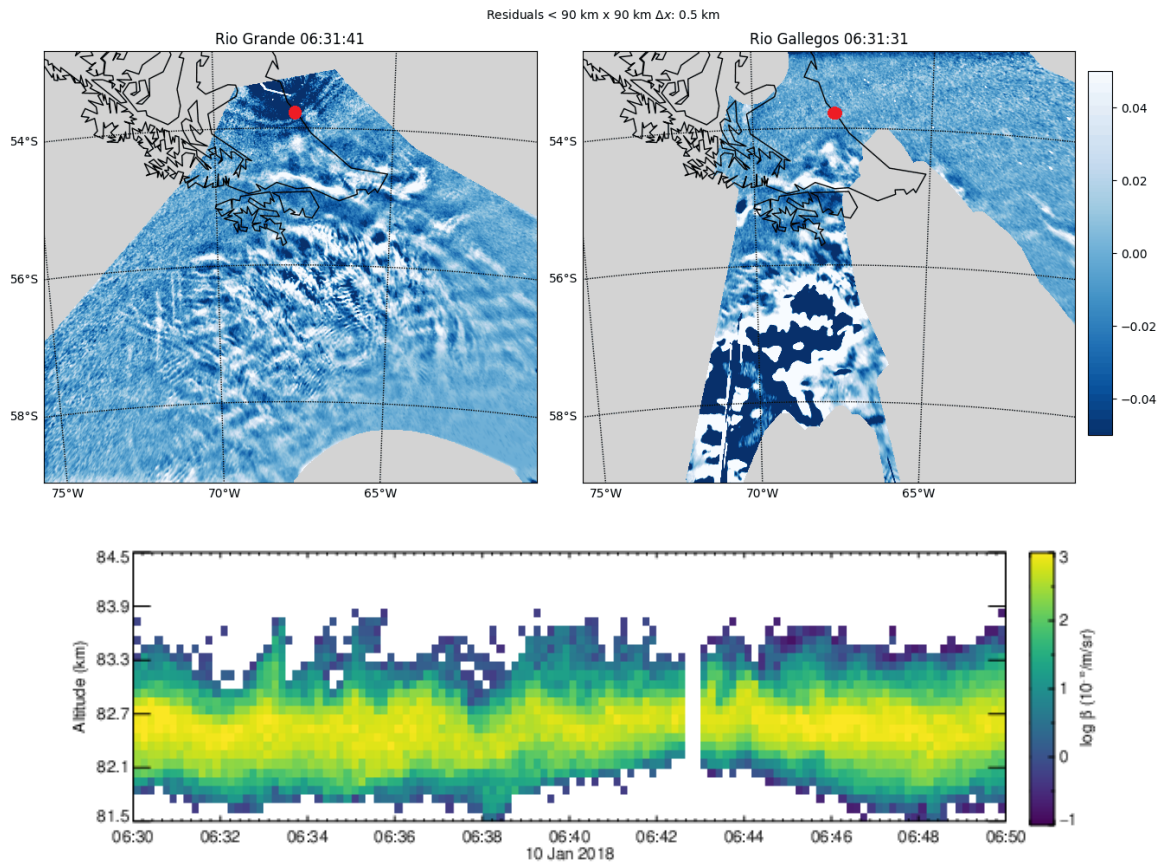 Residuals < 90 km x 90 km Δx: 0.5 km
Rio Grande 06:31:41
Rio Gallegos 06:31:31
54°S
56°S
58°S
75°W
70°W
65°W
54°S
56°S
58°S
75°W
70°W
65°W
0.04
0.02
0.00
−0.02
−0.04
84.5
83.9
83.3
82.7
82.1
81.5
Altitude (km)
06:30
06:32
06:34
06:36
06:38
06:40
06:42
06:44
06:46
06:48
06:50
10 Jan 2018
3
2
1
0
−1
log β (10 /m/sr)